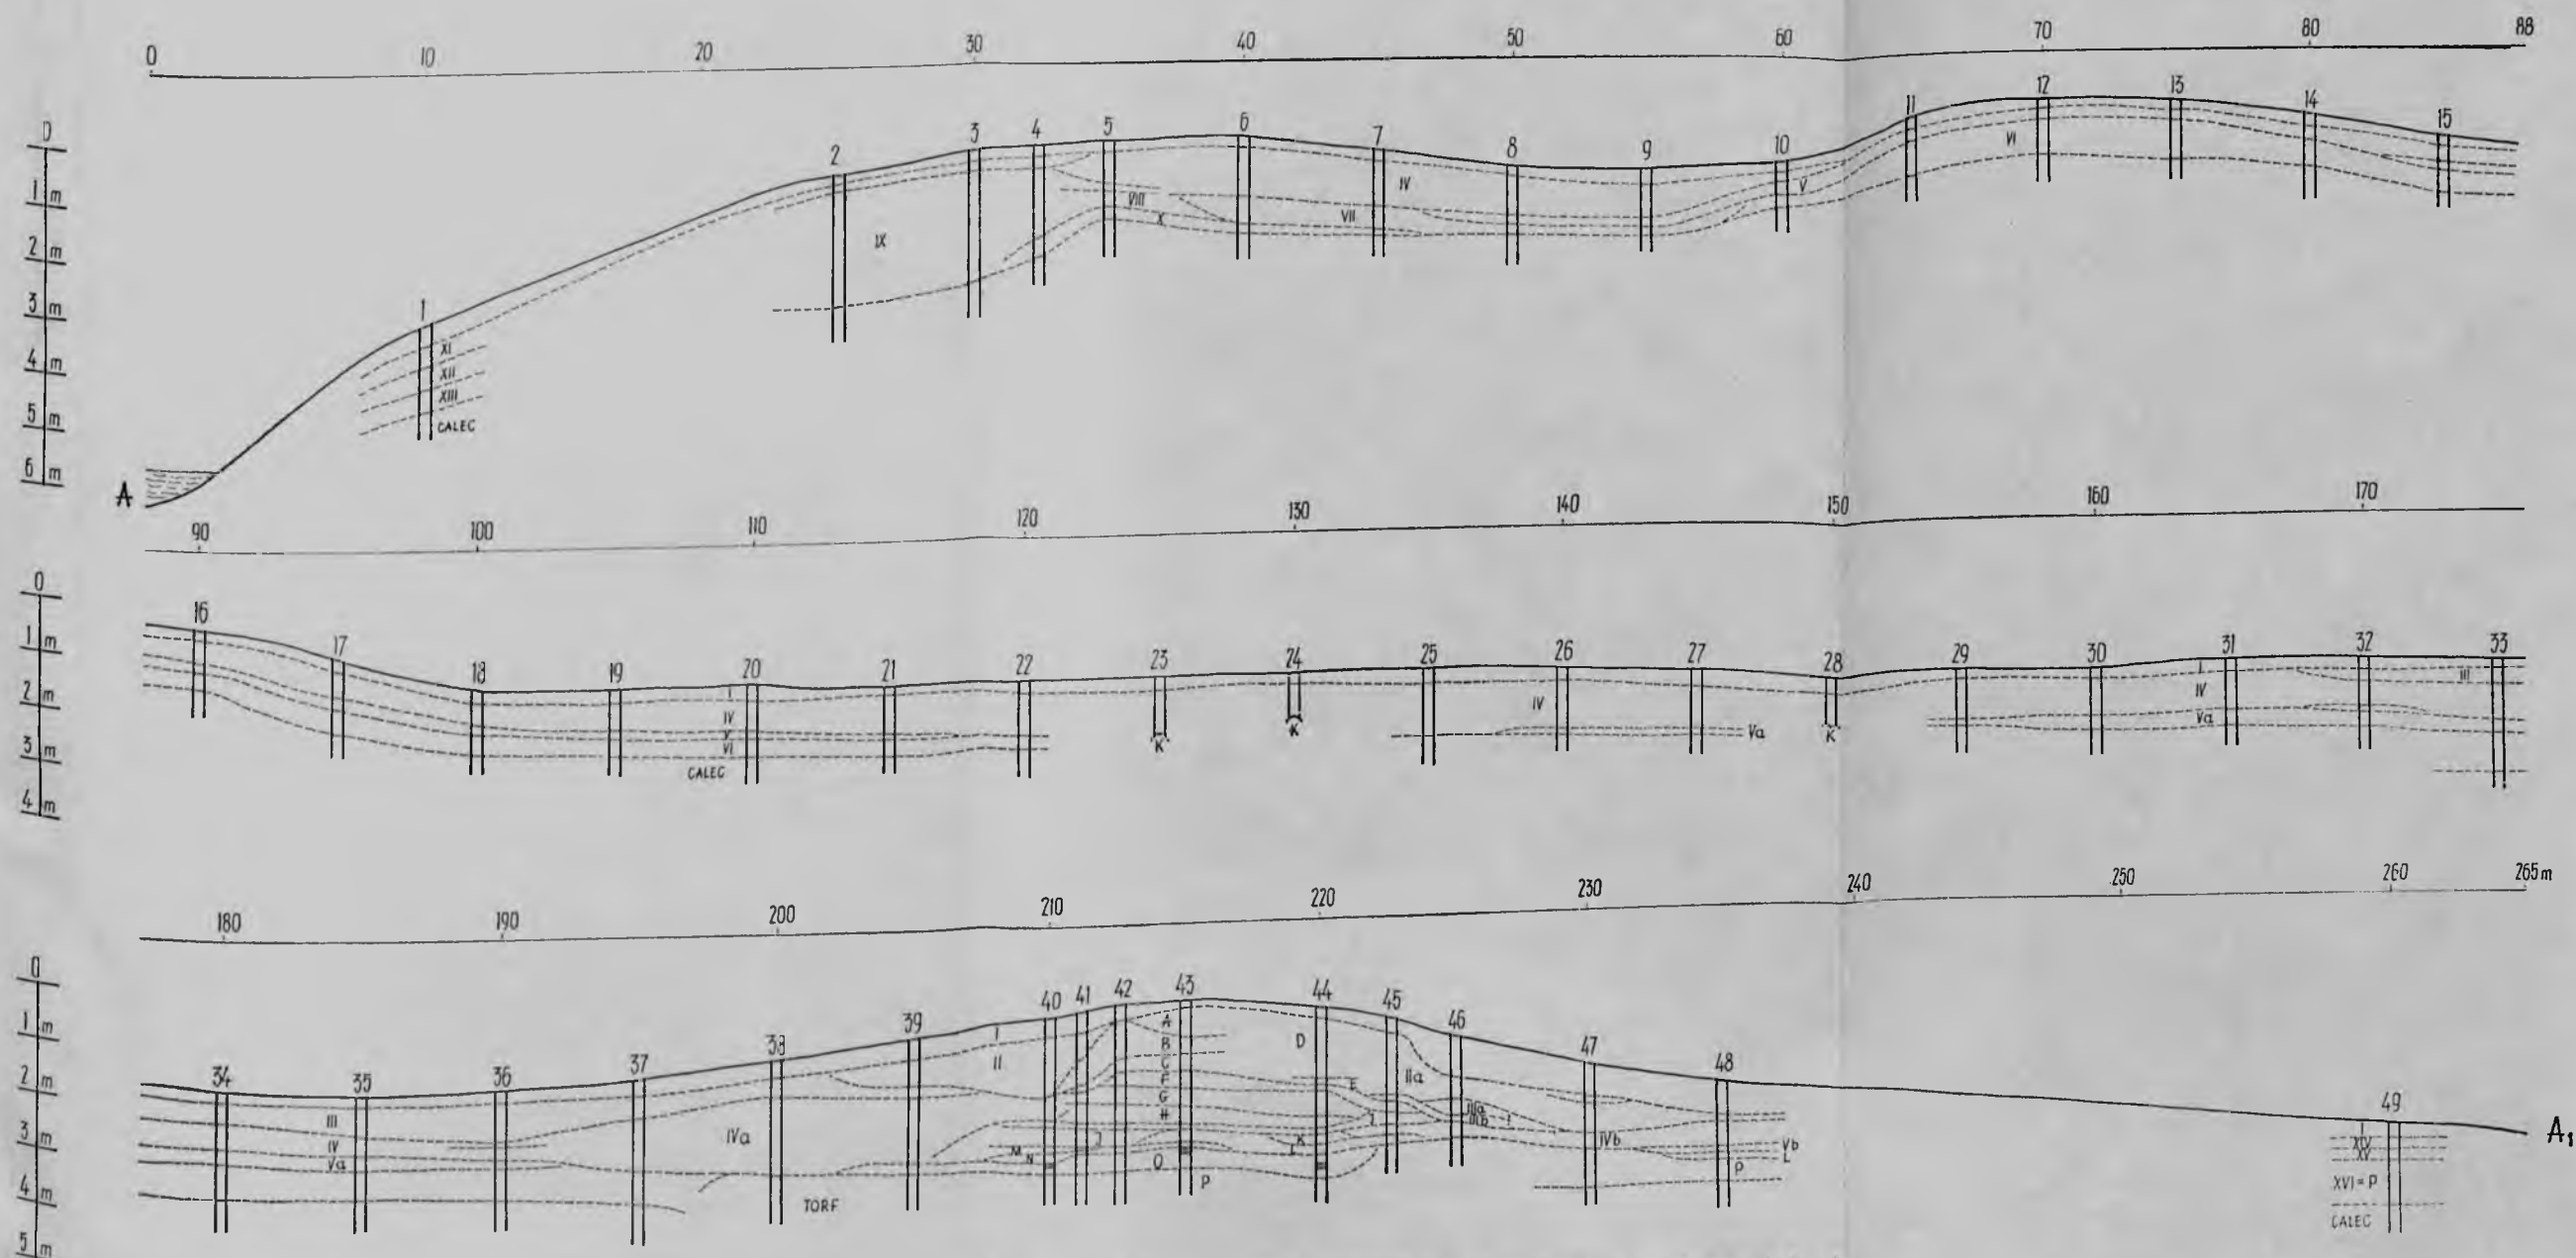 0 10 20 30 40 50 60 70 80 88
0
1 m
2 m
3 m
4 m
5 m
6 m
1 2 3 4 5 6 7 8 9 10 11 12 13 14 15
IV V VI
VIII X VII
IX
XI
XII
XIII
CALEC
A
90 100 110 120 130 140 150 160 170
0
1 m
2 m
3 m
4 m
16 17 18 19 20 21 22 23 24 25 26 27 28 29 30 31 32 33
I I III
IV IV IV
V Va Va
VI K K K
CALEC
180 190 200 210 220 230 240 250 260 265 m
0
1 m
2 m
3 m
4 m
5 m
34 35 36 37 38 39 40 41 42 43 44 45 46 47 48 49
I A
II B D
C
F E IIa
G IIIa
III H I IIIb I
IV IVa J K IVb Vb
Va M N L L
O P P
TORF
I
XIV
XV
XVI = P
CALEC
A₁